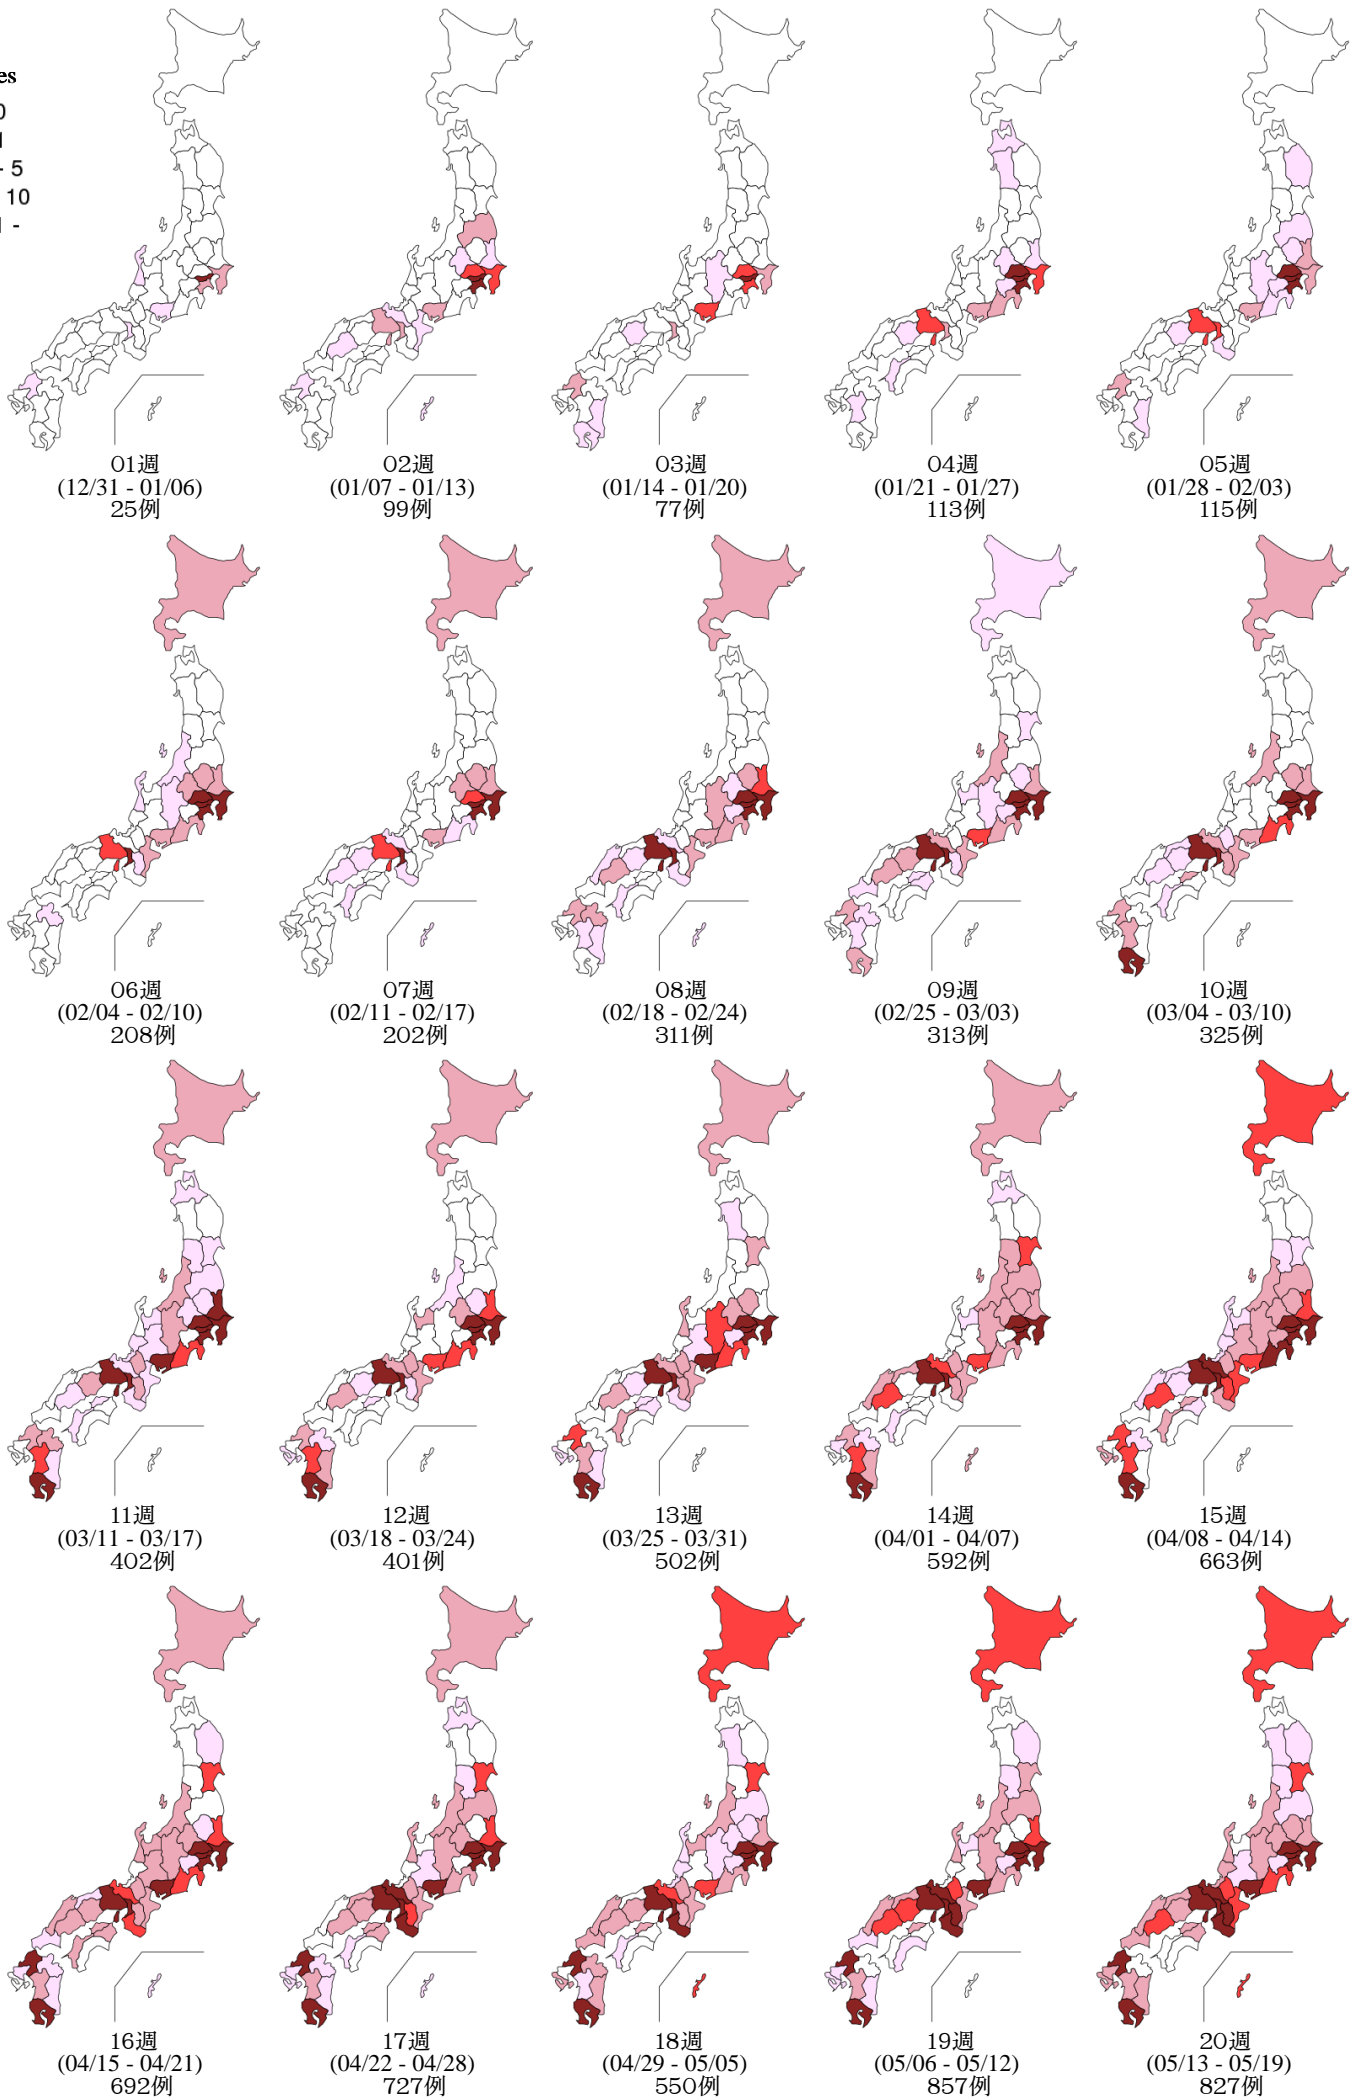 es
0
1
- 5
10
-
01週
(12/31 - 01/06)
25例
02週
(01/07 - 01/13)
99例
03週
(01/14 - 01/20)
77例
04週
(01/21 - 01/27)
113例
05週
(01/28 - 02/03)
115例
06週
(02/04 - 02/10)
208例
07週
(02/11 - 02/17)
202例
08週
(02/18 - 02/24)
311例
09週
(02/25 - 03/03)
313例
10週
(03/04 - 03/10)
325例
11週
(03/11 - 03/17)
402例
12週
(03/18 - 03/24)
401例
13週
(03/25 - 03/31)
502例
14週
(04/01 - 04/07)
592例
15週
(04/08 - 04/14)
663例
16週
(04/15 - 04/21)
692例
17週
(04/22 - 04/28)
727例
18週
(04/29 - 05/05)
550例
19週
(05/06 - 05/12)
857例
20週
(05/13 - 05/19)
827例